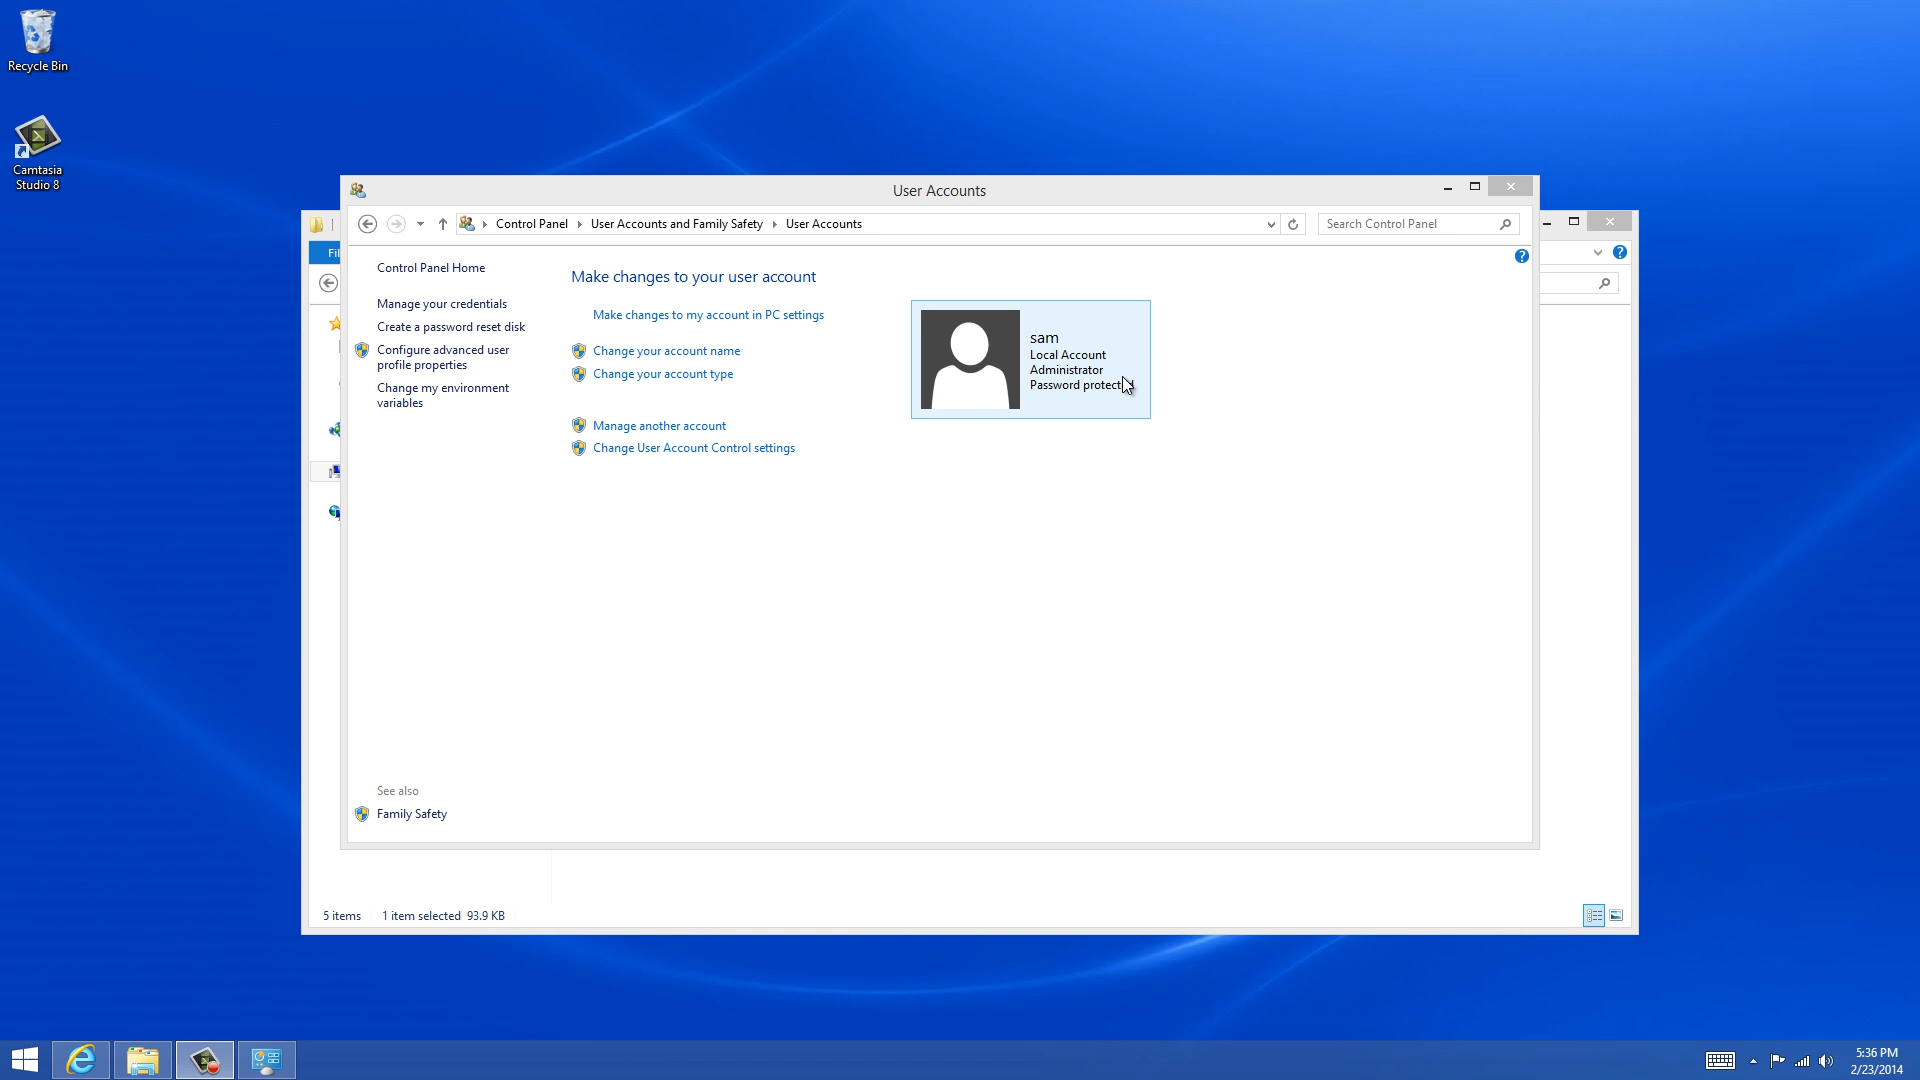 Recycle Bin
Camtasia
Studio 8
User Accounts
Control Panel
User Accounts and Family Safety
User Accounts
Search Control Panel
Fil
Control Panel Home
Manage your credentials
Create a password reset disk
Configure advanced user
profile properties
Change my environment
variables
Make changes to your user account
Make changes to my account in PC settings
Change your account name
Change your account type
Manage another account
Change User Account Control settings
sam
Local Account
Administrator
Password protected
See also
Family Safety
5 items 1 item selected 93.9 KB
5:36 PM
2/23/2014